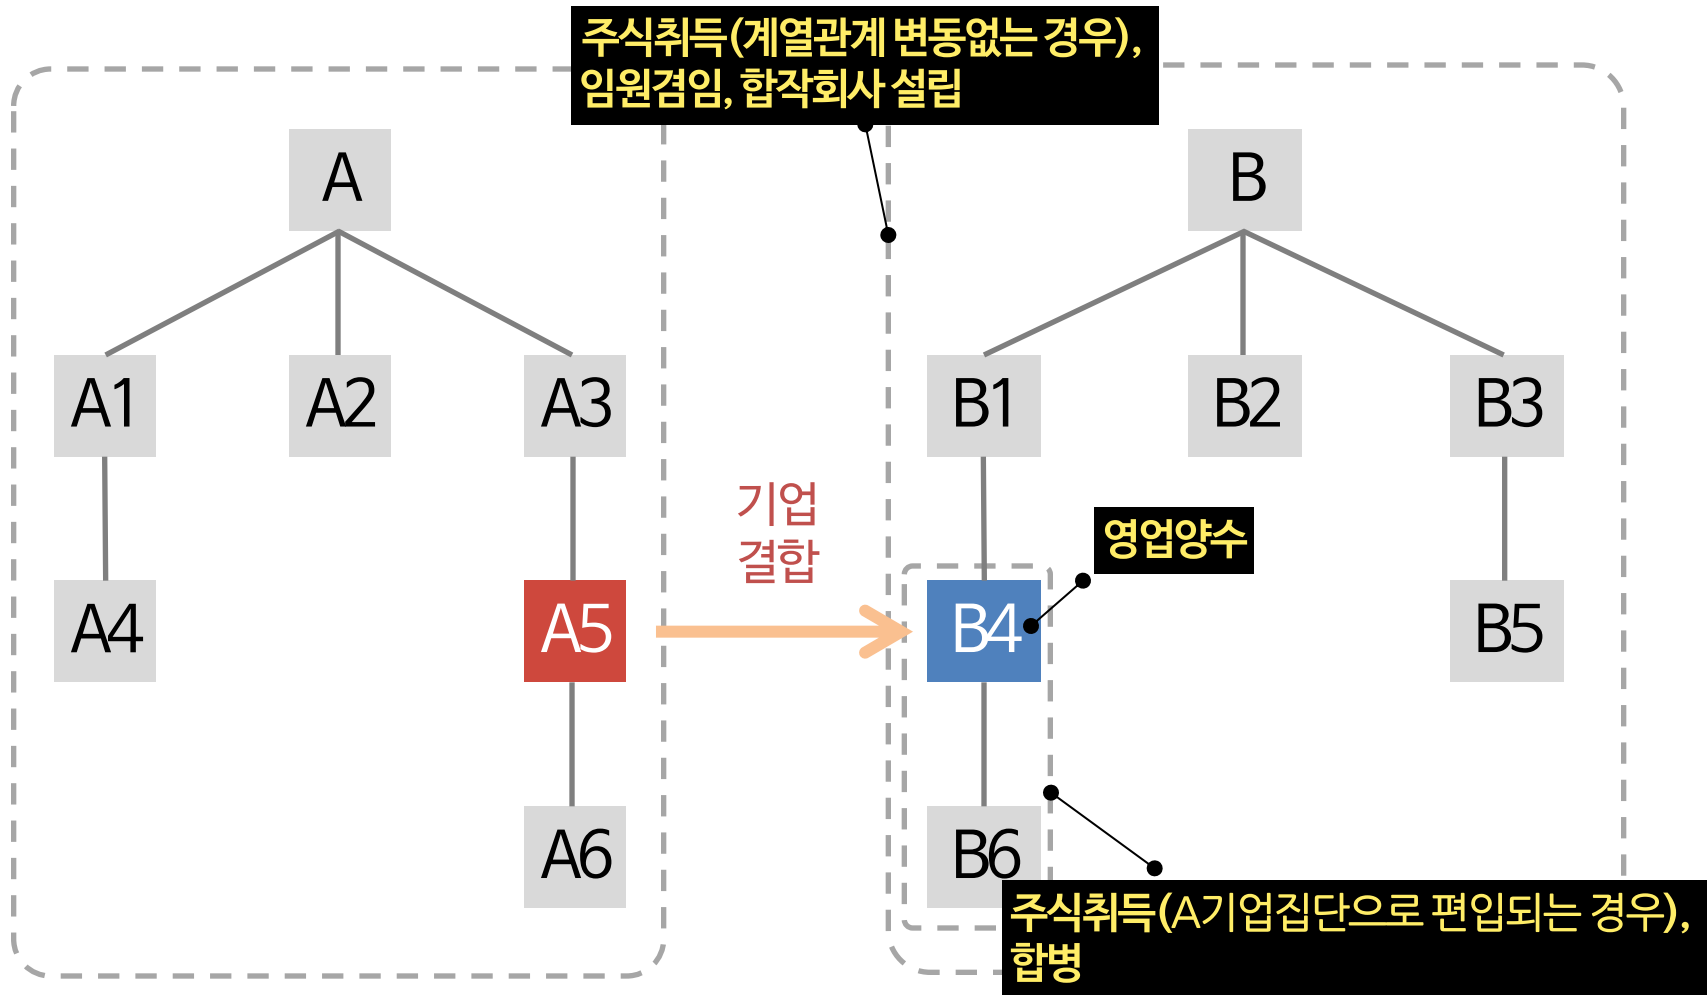 주식취득(계열관계 변동없는 경우),
임원겸임, 합작회사 설립
A
B
A1
A2
A3
B1
B2
B3
기업
결합
영업양수
A4
A5
B4
B5
A6
B6
주식취득(A기업집단으로 편입되는 경우),
합병